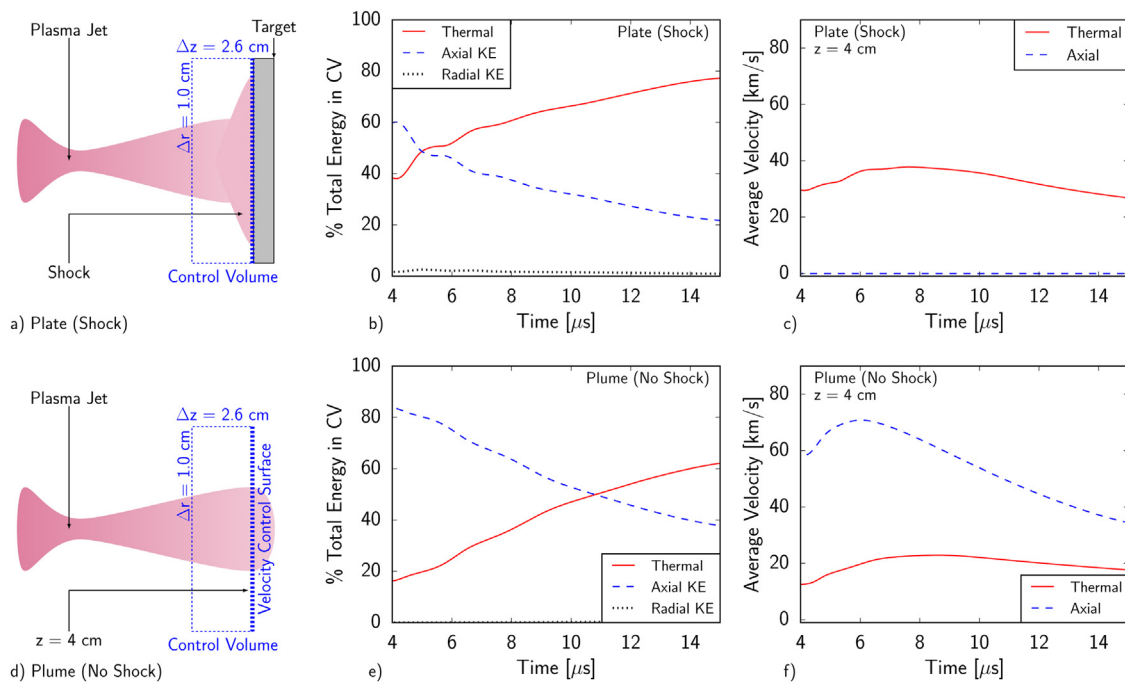 Plasma Jet
Target
Δz = 2.6 cm
Δr = 1.0 cm
Shock
Control Volume
a) Plate (Shock)
% Total Energy in CV
100
80
60
40
20
0
Thermal
Axial KE
Radial KE
Plate (Shock)
4 6 8 10 12 14
Time [μs]
b)
Average Velocity [km/s]
80
60
40
20
0
Plate (Shock)
z = 4 cm
Thermal
Axial
4 6 8 10 12 14
Time [μs]
c)
Plasma Jet
Δz = 2.6 cm
Δr = 1.0 cm
Velocity Control Surface
z = 4 cm
Control Volume
d) Plume (No Shock)
% Total Energy in CV
100
80
60
40
20
0
Plume (No Shock)
Thermal
Axial KE
Radial KE
4 6 8 10 12 14
Time [μs]
e)
Average Velocity [km/s]
80
60
40
20
0
Plume (No Shock)
z = 4 cm
Thermal
Axial
4 6 8 10 12 14
Time [μs]
f)